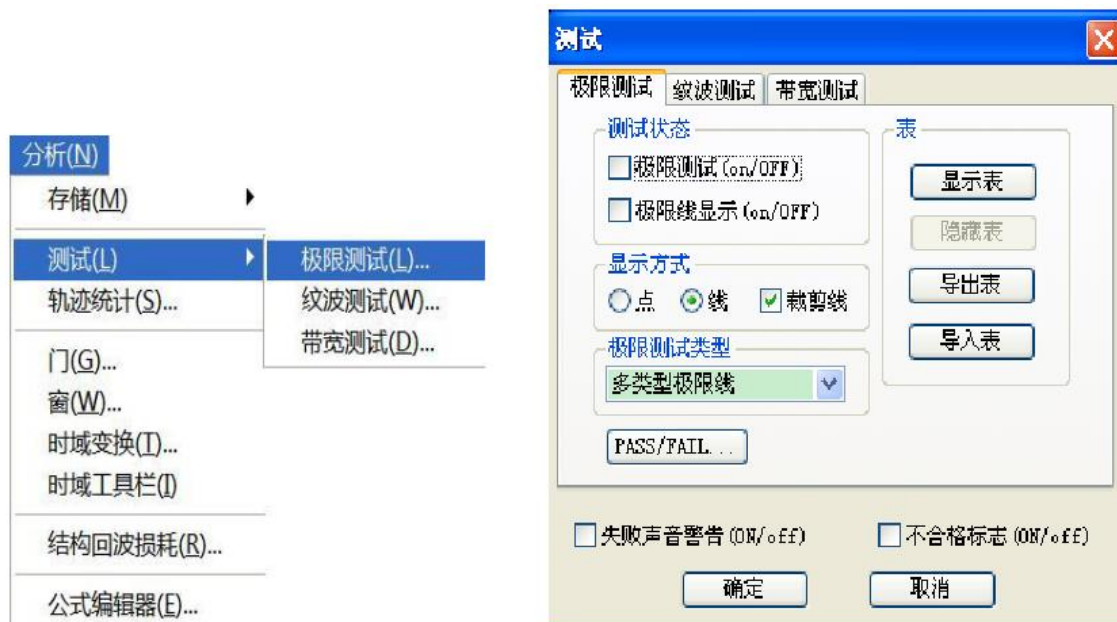 分析(N)
存储(M)
测试(L)
轨迹统计(S)...
门(G)...
窗(W)...
时域变换(T)...
时域工具栏(I)
结构回波损耗(R)...
公式编辑器(E)...
极限测试(L)...
纹波测试(W)...
带宽测试(D)...
测试
极限测试 纹波测试 带宽测试
测试状态
极限测试(on/OFF)
极限线显示(on/OFF)
显示方式
点 线 裁剪线
极限测试类型
多类型极限线
PASS/FAIL...
表
显示表
隐藏表
导出表
导入表
失败声音警告(ON/off) 不合格标志(ON/off)
确定 取消